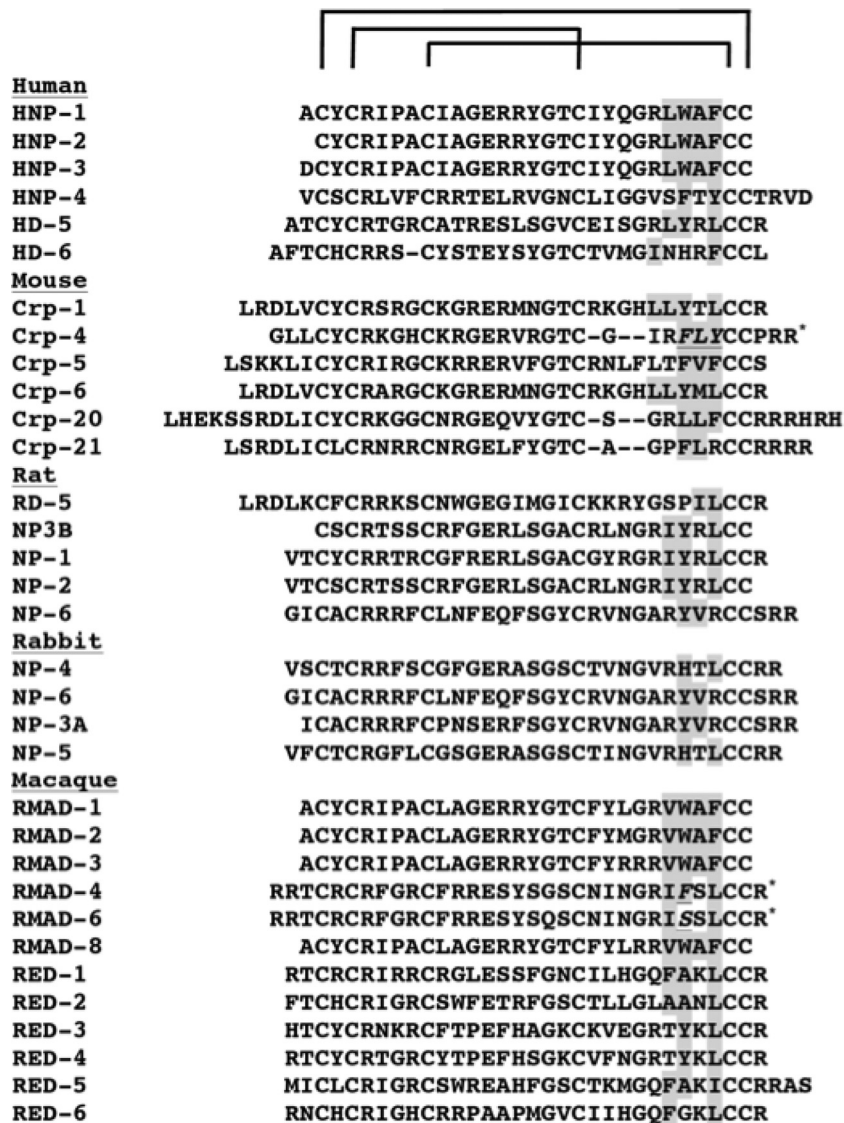 Human
HNP-1 ACYCRIPACIAGERRYGTCIYQGRLWAFCC
HNP-2 CYCRIPACIAGERRYGTCIYQGRLWAFCC
HNP-3 DCYCRIPACIAGERRYGTCIYQGRLWAFCC
HNP-4 VCSCRLVFCRRTELRVGNCLIGGVSFTYCCTRVD
HD-5 ATCYCRTGRCATRESLSGVCEISGRLYRLCCR
HD-6 AFTCHCRRS-CYSTEYSYGTCTVMGINHRFCCL
Mouse
Crp-1 LRDLVCYCRSRGCKGRERMNGTCRKGHLLYTLCCR
Crp-4 GLLCYCRKGHCKRGERVRGTC-G--IRFLYCCPRR*
Crp-5 LSKKLICYCRIRGCKRRERVFGTCRNLFLTFVFCCS
Crp-6 LRDLVCYCRARGCKGRERMNGTCRKGHLLYMLCCR
Crp-20 LHEKSSRDLICYCRKGGCNRGEQVYGTC-S--GRLLFCCRRRHRH
Crp-21 LSRDLICLCRNRRCNRGELFYGTC-A--GPFLRCCRRRR
Rat
RD-5 LRDLKCFCRRKSCNWGEGIMGICKKRYGSPILCCR
NP3B CSCRTSSCRFGERLSGACRLNGRIYRLCC
NP-1 VTCYCRRTRCGFRERLSGACGYRGRIYRLCCR
NP-2 VTCSCRTSSCRFGERLSGACRLNGRIYRLCC
NP-6 GICACRRRFCLNFEQFSGYCRVNGARYVRCCSRR
Rabbit
NP-4 VSCTCRRFSCGFGERASGSCTVNGVRHTLCCRR
NP-6 GICACRRRFCLNFEQFSGYCRVNGARYVRCCSRR
NP-3A ICACRRRFCPNSERFSGYCRVNGARYVRCCSRR
NP-5 VFCTCRGFLCGSGERASGSCTINGVRHTLCCRR
Macaque
RMAD-1 ACYCRIPACLAGERRYGTCFYLGRVWAFCC
RMAD-2 ACYCRIPACLAGERRYGTCFYMGRVWAFCC
RMAD-3 ACYCRIPACLAGERRYGTCFYRRRVWAFCC
RMAD-4 RRTCRCRFGRCFRRESYSGSCNINGRIFSLCCR*
RMAD-6 RRTCRCRFGRCFRRESYSQSCNINGRISSLCCR*
RMAD-8 ACYCRIPACLAGERRYGTCFYLRRVWAFCC
RED-1 RTCRCRIRRCRGLESSFGNCILHGQFAKLCCR
RED-2 FTCHCRIGRCSWFETRFGSCTLLGLAANLCCR
RED-3 HTCYCRNKRCFTPEFHAGKCKVEGRTYKLCCR
RED-4 RTCYCRTGRCYTPEFHSGKCVFNGRTYKLCCR
RED-5 MICLCRIGRCSWREAHFGSCTKMGQFAKICCRRAS
RED-6 RNCHCRIGHCRRPAAPMGVCIIHGQFGKLCCR